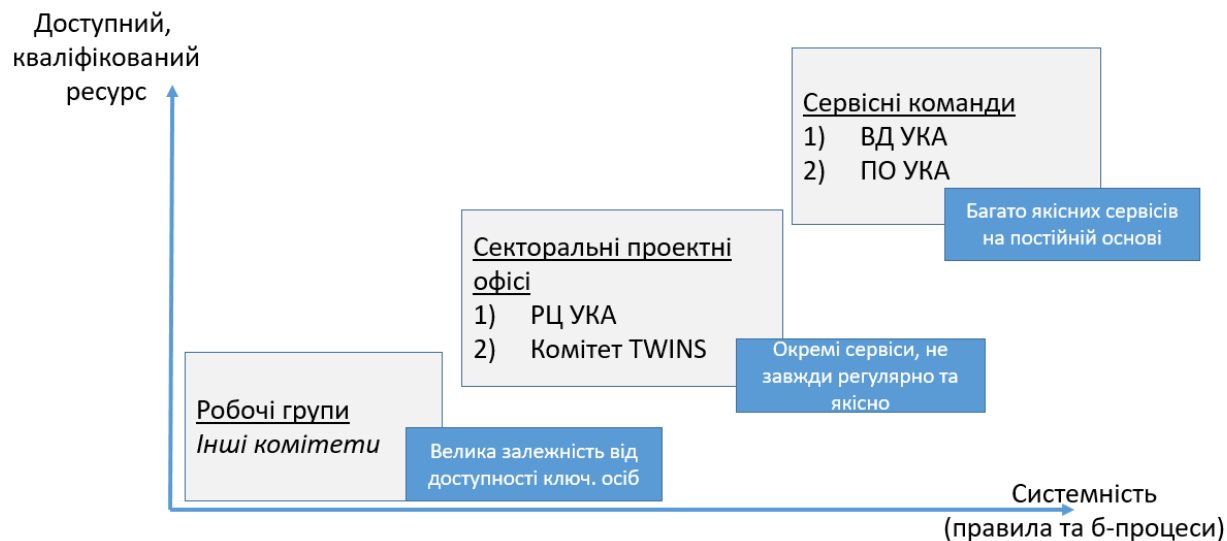 Доступний,
кваліфікований
ресурс
Сервісні команди
1) ВД УКА
2) ПО УКА
Багато якісних сервісів
на постійній основі
Секторальні проектні
офісі
1) РЦ УКА
2) Комітет TWINS
Окремі сервіси, не
завжди регулярно та
якісно
Робочі групи
Інші комітети
Велика залежність від
доступності ключ. осіб
Системність
(правила та б-процеси)